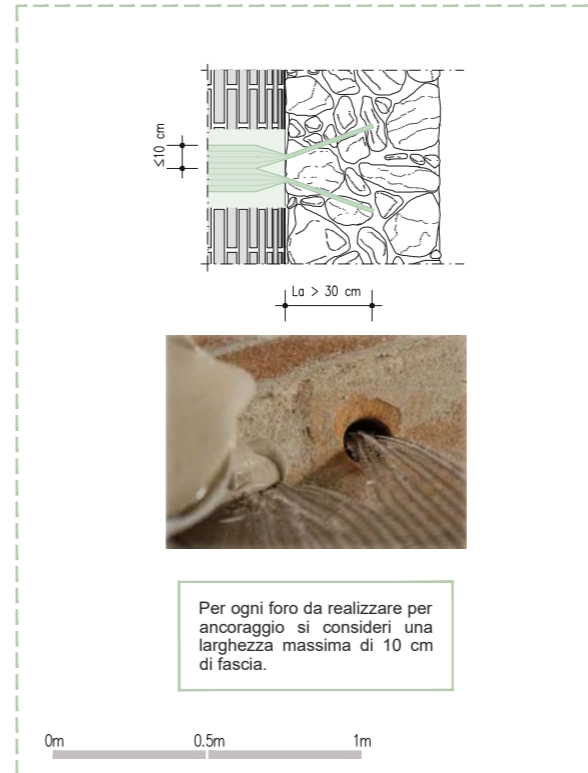 ≤10 cm
La > 30 cm
Per ogni foro da realizzare per
ancoraggio si consideri una
larghezza massima di 10 cm
di fascia.
0m 0.5m 1m